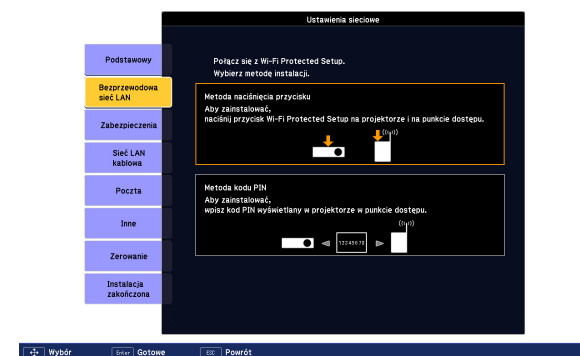 Ustawienia sieciowe
Podstawowy
Bezprzewodowa
sieć LAN
Zabezpieczenia
Sieć LAN
kablowa
Poczta
Inne
Zerowanie
Instalacja
zakończona
Połącz się z Wi-Fi Protected Setup.
Wybierz metodę instalacji.
Metoda naciśnięcia przycisku
Aby zainstalować,
naciśnij przycisk Wi-Fi Protected Setup na projektorze i na punkcie dostępu.
Metoda kodu PIN
Aby zainstalować,
wpisz kod PIN wyświetlany w projektorze w punkcie dostępu.
12345678
Wybór Enter Gotowe ESC Powrót